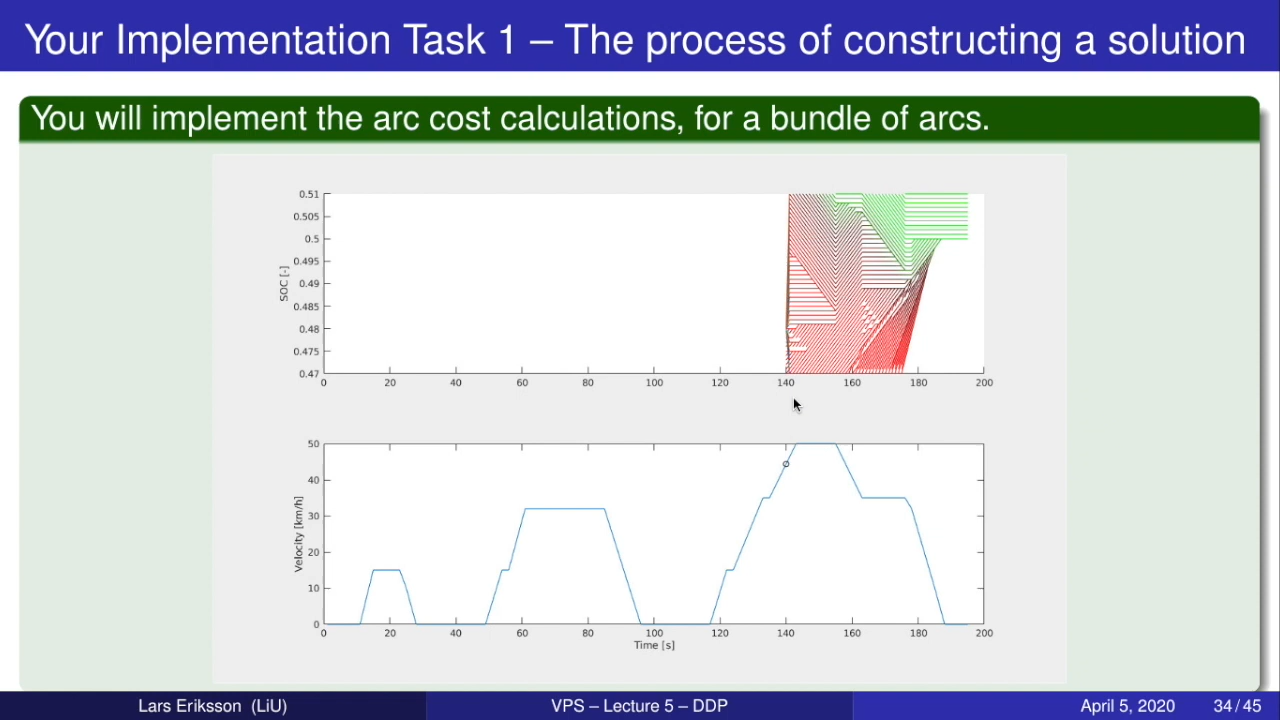 Your Implementation Task 1 – The process of constructing a solution
You will implement the arc cost calculations, for a bundle of arcs.
0.51
0.505
0.5
0.495
0.49
0.485
0.48
0.475
0.47
SOC [-]
0 20 40 60 80 100 120 140 160 180 200
50
40
30
20
10
0
Velocity [km/h]
0 20 40 60 80 100 120 140 160 180 200
Time [s]
Lars Eriksson (LiU) VPS – Lecture 5 – DDP April 5, 2020 34 / 45